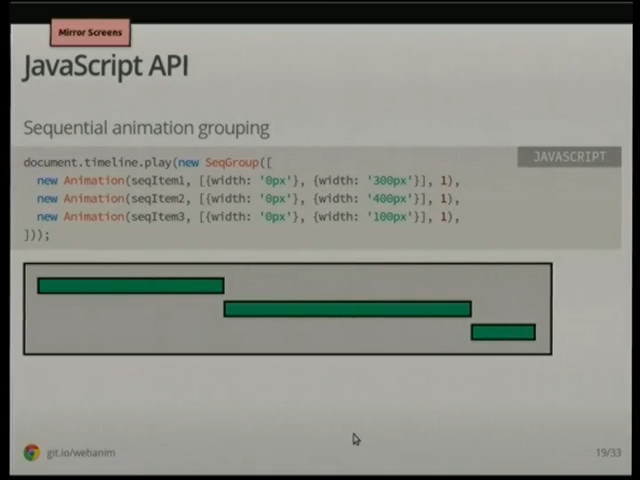 Mirror Screens
JavaScript API
Sequential animation grouping
document.timeline.play(new SeqGroup([
JAVASCRIPT
new Animation(seqItem1, [{width: '0px'}, {width: '300px'}], 1),
new Animation(seqItem2, [{width: '0px'}, {width: '400px'}], 1),
new Animation(seqItem3, [{width: '0px'}, {width: '100px'}], 1),
]));
git.io/webanim
19/33